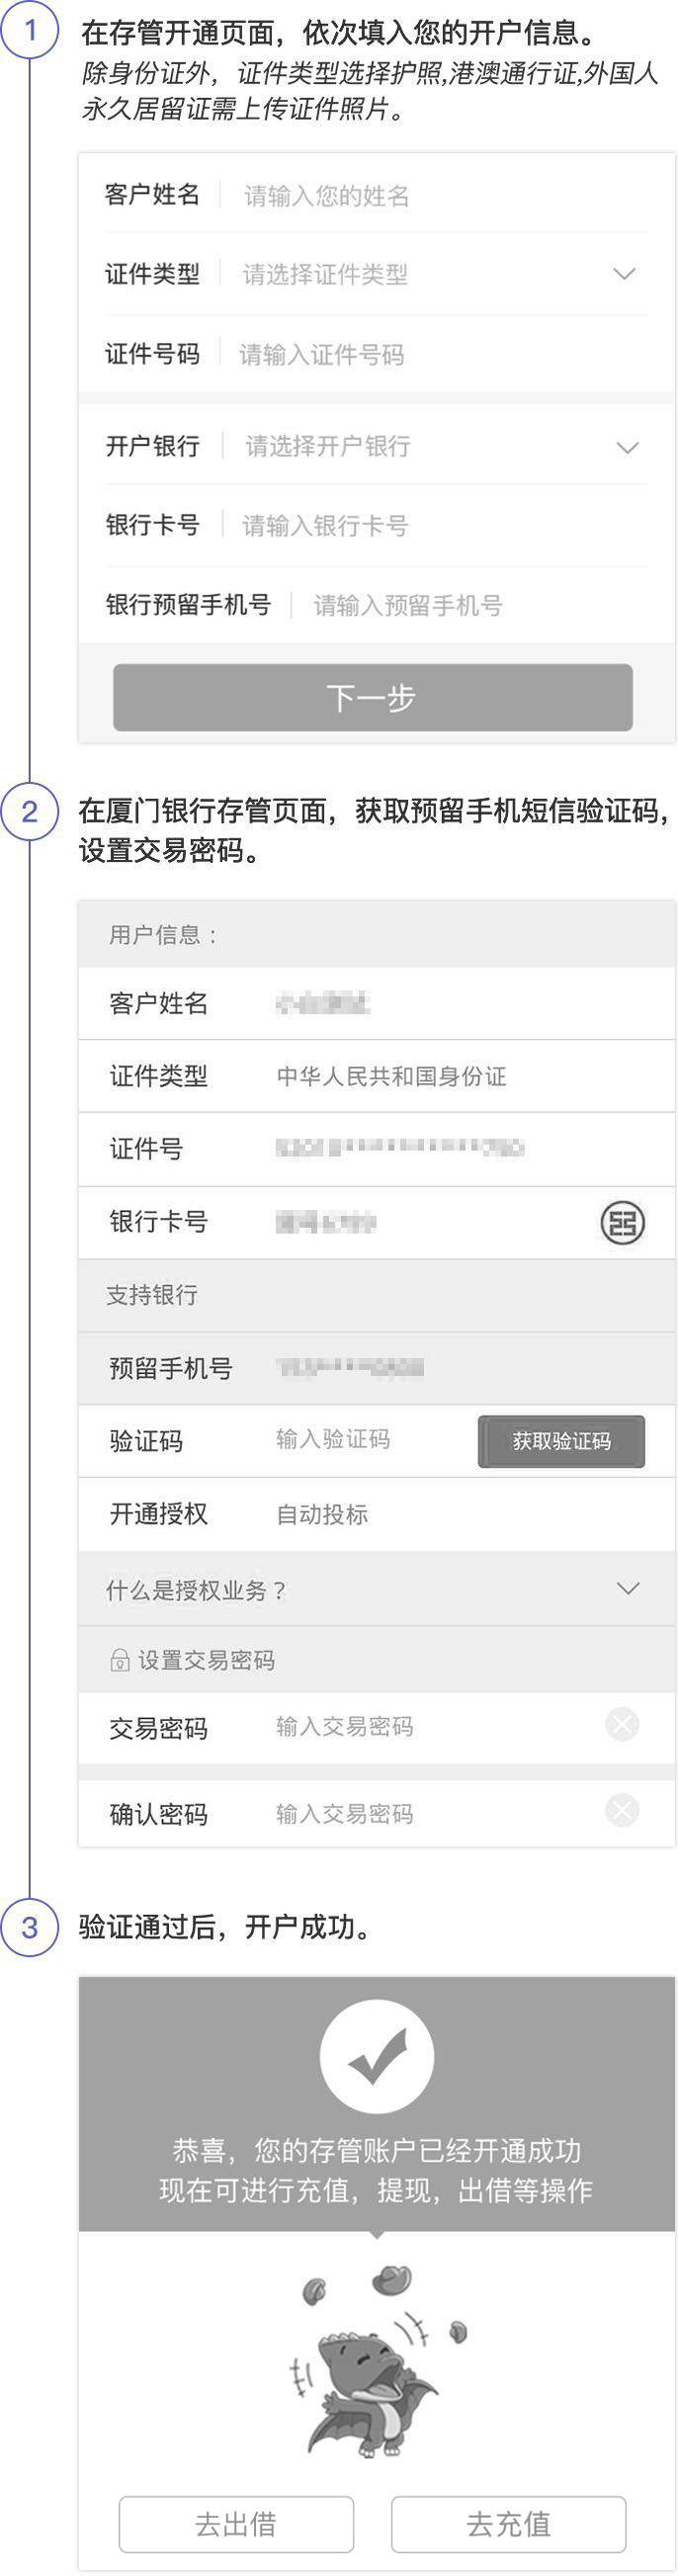 1
在存管开通页面，依次填入您的开户信息。
除身份证外，证件类型选择护照,港澳通行证,外国人
永久居留证需上传证件照片。
客户姓名 请输入您的姓名
证件类型 请选择证件类型
证件号码 请输入证件号码
开户银行 请选择开户银行
银行卡号 请输入银行卡号
银行预留手机号 请输入预留手机号
下一步
2
在厦门银行存管页面，获取预留手机短信验证码，
设置交易密码。
用户信息：
客户姓名
证件类型 中华人民共和国身份证
证件号
银行卡号
支持银行
预留手机号
验证码 输入验证码 获取验证码
开通授权 自动投标
什么是授权业务？
设置交易密码
交易密码 输入交易密码
确认密码 输入交易密码
3
验证通过后，开户成功。
恭喜，您的存管账户已经开通成功
现在可进行充值，提现，出借等操作
去出借 去充值